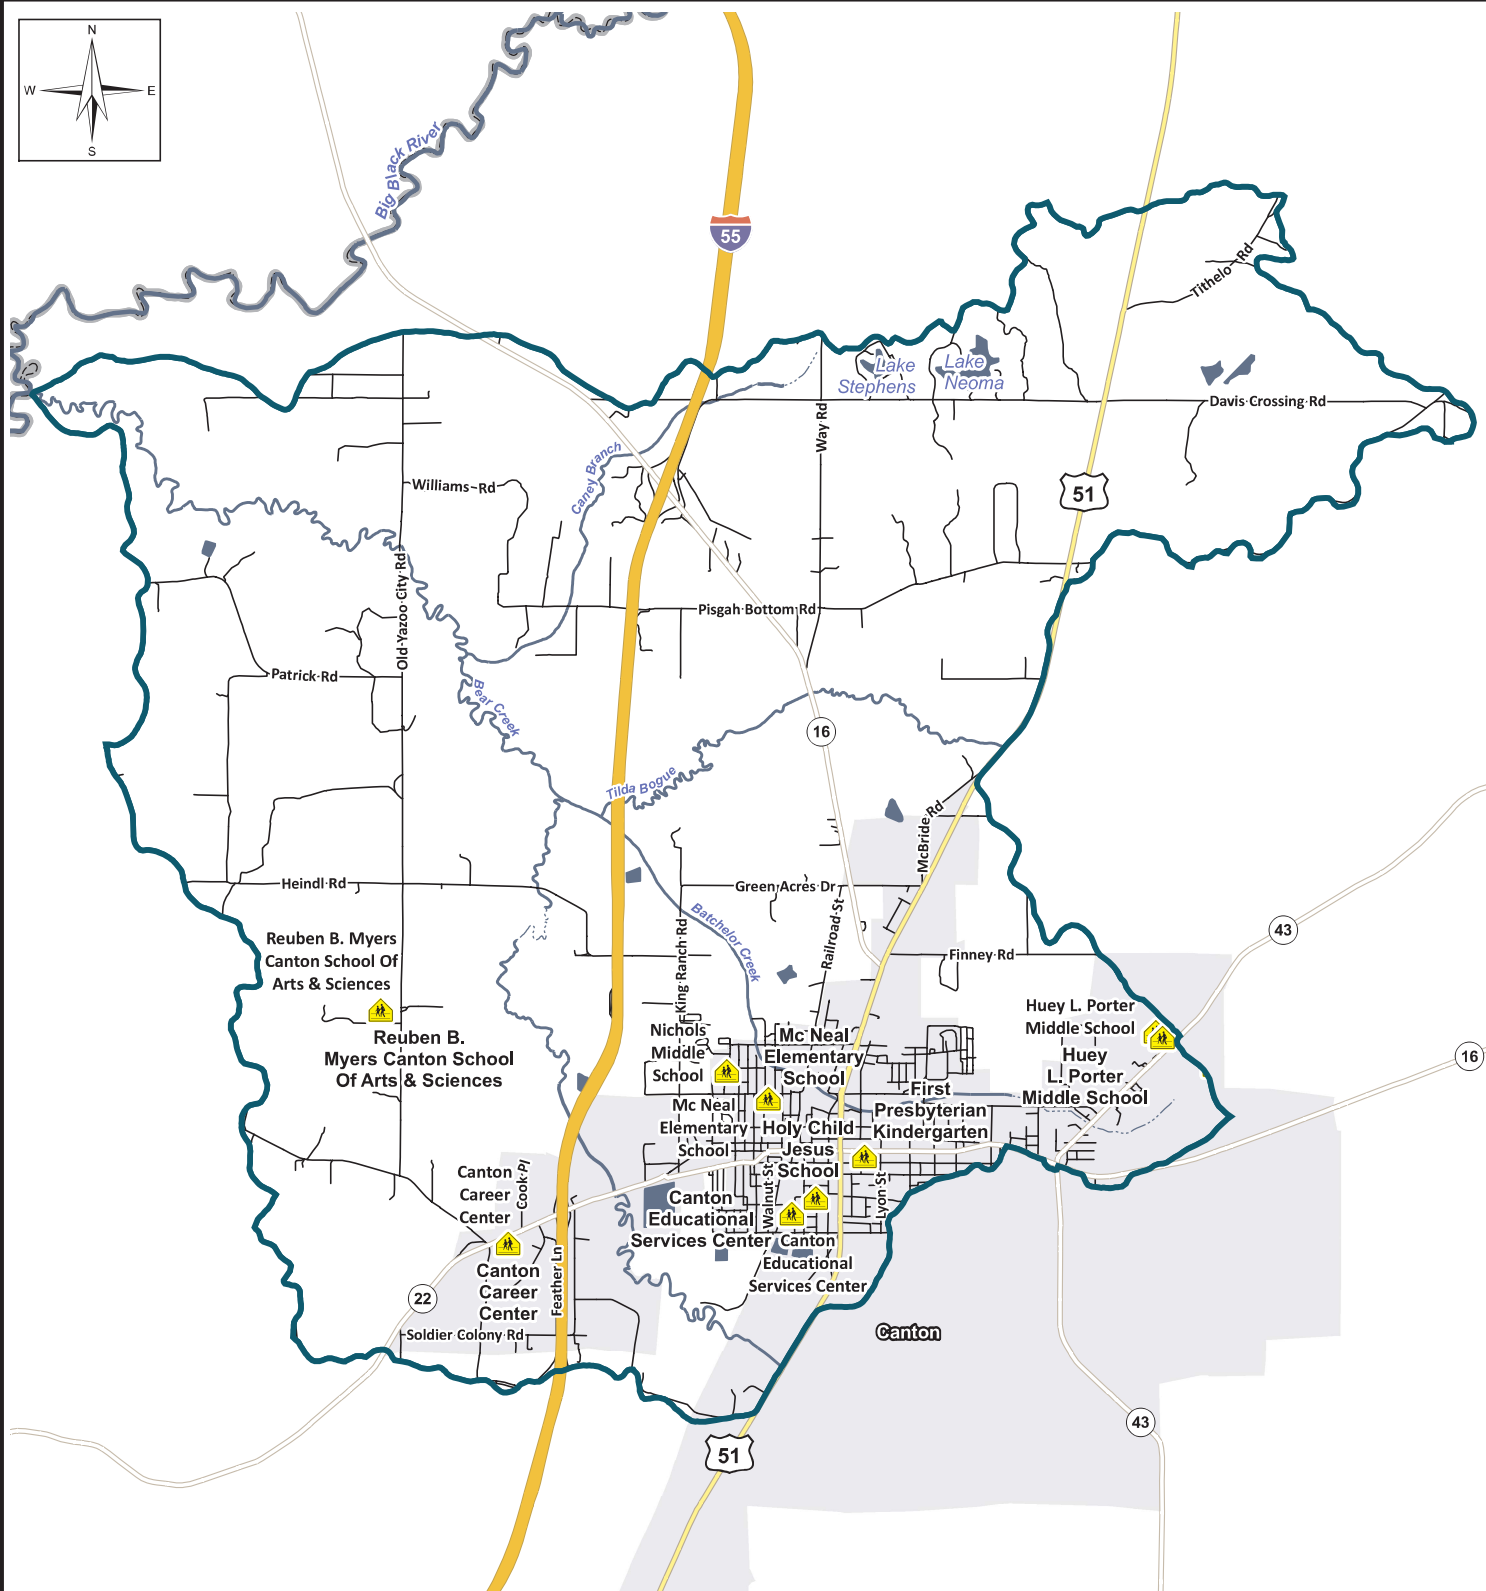 N
W
E
S
Big Black River
55
Tithelo Rd
Lake
Stephens
Lake
Neoma
Davis Crossing Rd
Way Rd
Caney Branch
Williams Rd
51
Old Yazoo City Rd
Pisgah Bottom Rd
Patrick Rd
Bear Creek
16
Tilda Bogue
McBride Rd
Heindl Rd
Green Acres Dr
Batchelor Creek
Railroad St
King Ranch Rd
43
Reuben B. Myers
Canton School Of
Arts & Sciences
Finney Rd
Huey L. Porter
Middle School
Nichols
Middle
School
Mc Neal
Elementary
School
Reuben B.
Myers Canton School
Of Arts & Sciences
Huey
L. Porter
Middle School
16
First
Presbyterian
Kindergarten
Mc Neal
Elementary
School
Holy Child
Jesus
School
Canton
Career
Center
Cook Pl
Walnut St
Lyon St
Canton
Educational
Services Center
Canton
Educational
Services Center
Canton
Career
Center
Feather Ln
22
Soldier Colony Rd
Canton
43
51